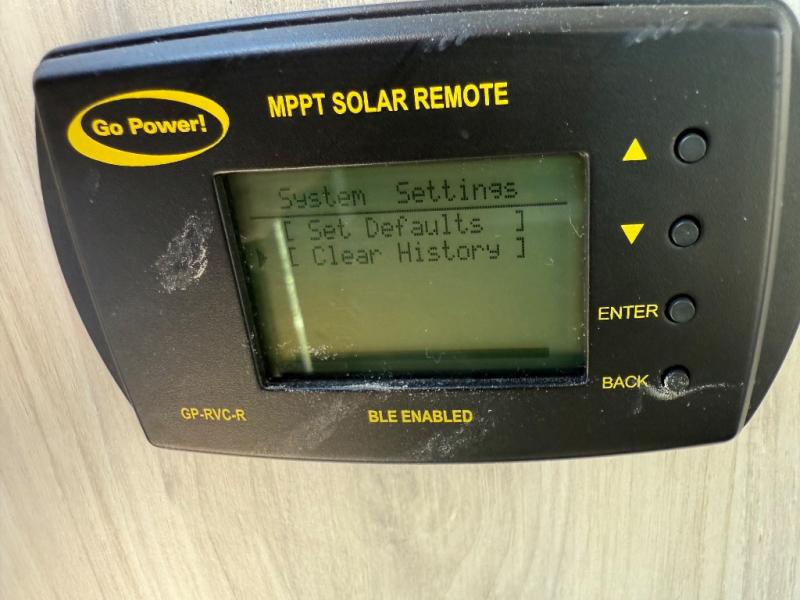 Go Power!
MPPT SOLAR REMOTE
System Settings
[ Set Defaults ]
[ Clear History ]
ENTER
BACK
GP-RVC-R
BLE ENABLED